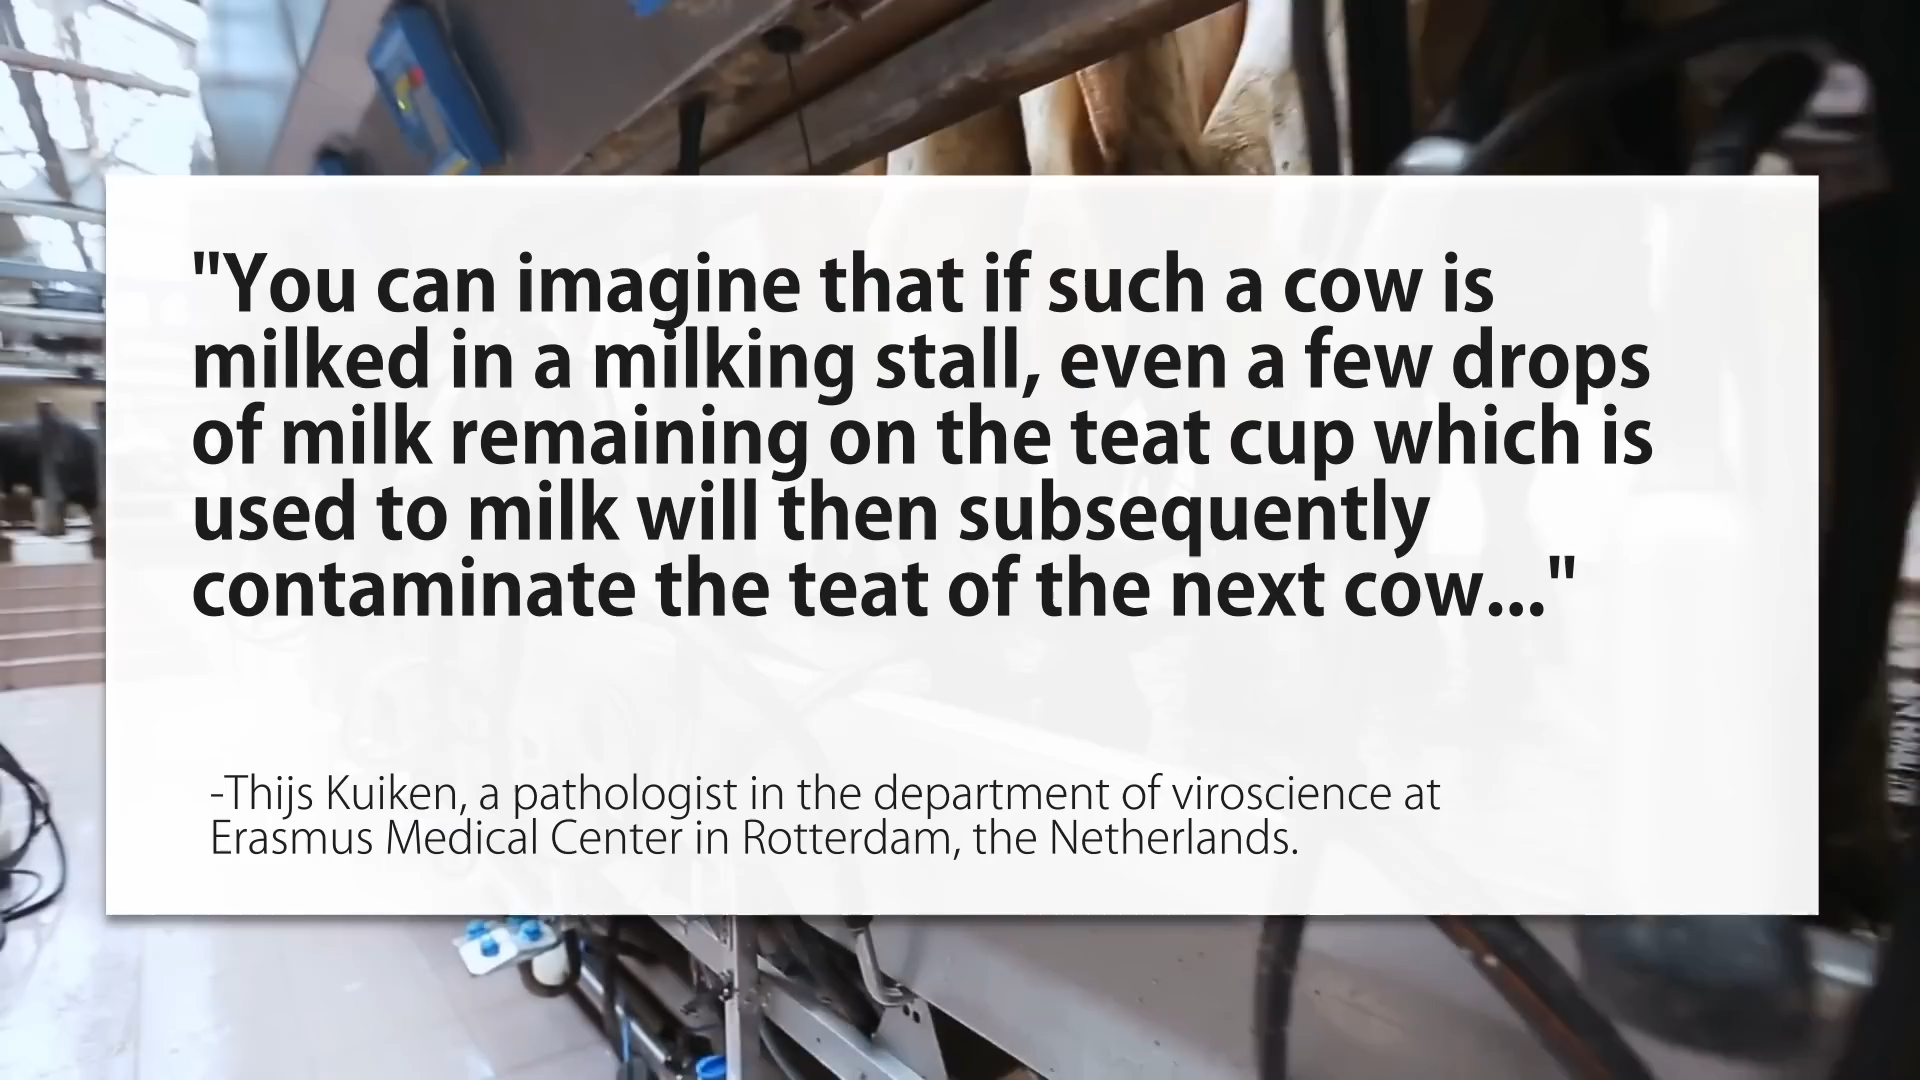 "You can imagine that if such a cow is
milked in a milking stall, even a few drops
of milk remaining on the teat cup which is
used to milk will then subsequently
contaminate the teat of the next cow..."
-Thijs Kuiken, a pathologist in the department of viroscience at
Erasmus Medical Center in Rotterdam, the Netherlands.